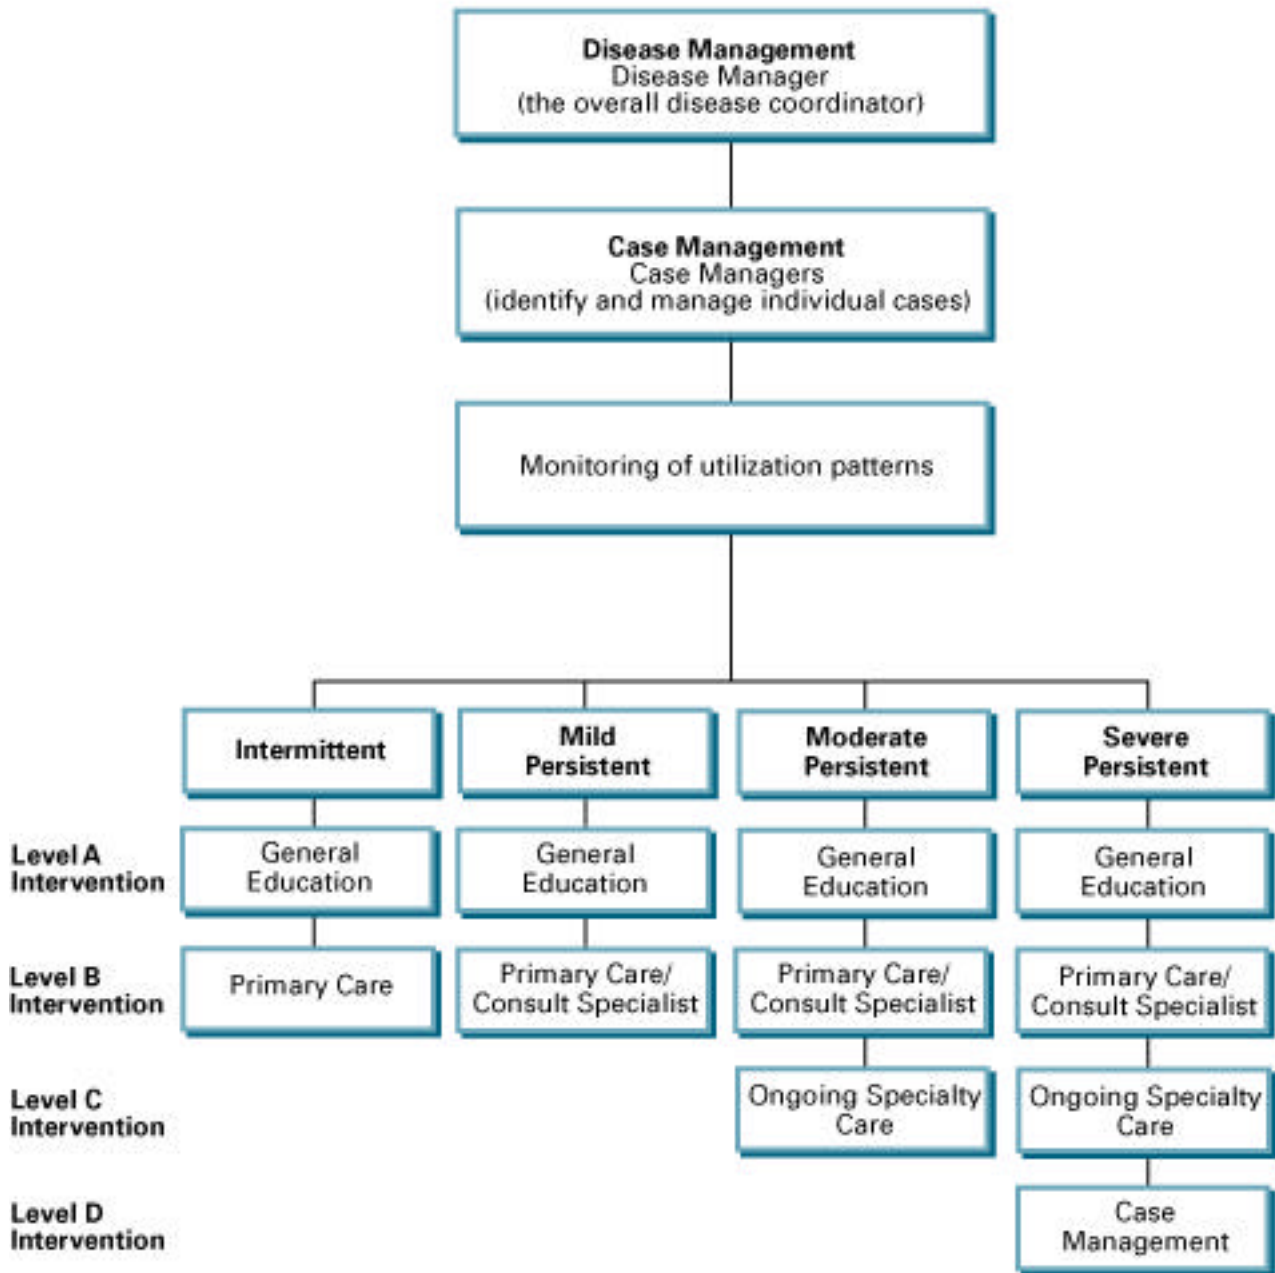 Disease Management
Disease Manager
(the overall disease coordinator)
Case Management
Case Managers
(identify and manage individual cases)
Monitoring of utilization patterns
Intermittent
Mild
Persistent
Moderate
Persistent
Severe
Persistent
Level A
Intervention
General
Education
General
Education
General
Education
General
Education
Level B
Intervention
Primary Care
Primary Care/
Consult Specialist
Primary Care/
Consult Specialist
Primary Care/
Consult Specialist
Level C
Intervention
Ongoing Specialty
Care
Ongoing Specialty
Care
Level D
Intervention
Case
Management